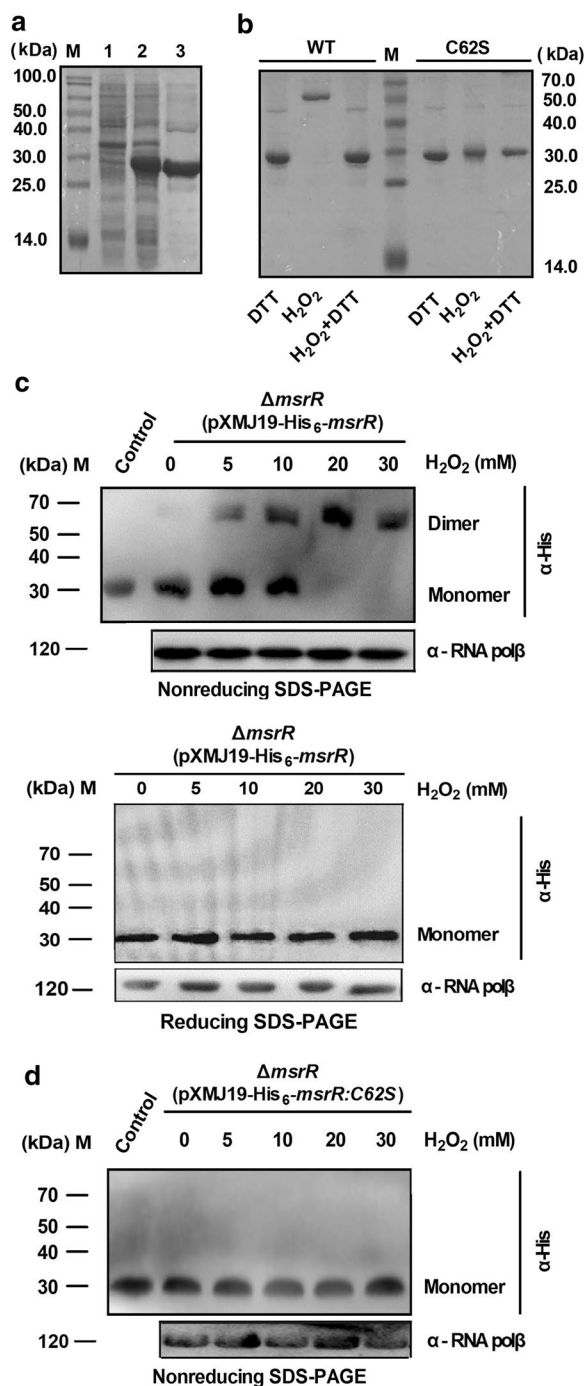 a
(kDa) M 1 2 3
100.0
50.0
40.0
30.0
25.0
14.0
b
WT M C62S (kDa)
70.0
50.0
40.0
30.0
25.0
14.0
DTT H₂O₂ H₂O₂+DTT DTT H₂O₂ H₂O₂+DTT
c
ΔmsrR
(pXMJ19-His₆-msrR)
(kDa) M Control 0 5 10 20 30 H₂O₂ (mM)
70
50
40
30
Dimer
Monomer
α-His
120 α - RNA polβ
Nonreducing SDS-PAGE
ΔmsrR
(pXMJ19-His₆-msrR)
(kDa) M 0 5 10 20 30 H₂O₂ (mM)
70
50
40
30 Monomer
α-His
120 α - RNA polβ
Reducing SDS-PAGE
d
ΔmsrR
(pXMJ19-His₆-msrR:C62S)
(kDa) M Control 0 5 10 20 30 H₂O₂ (mM)
70
50
40
30 Monomer
α-His
120 α - RNA polβ
Nonreducing SDS-PAGE